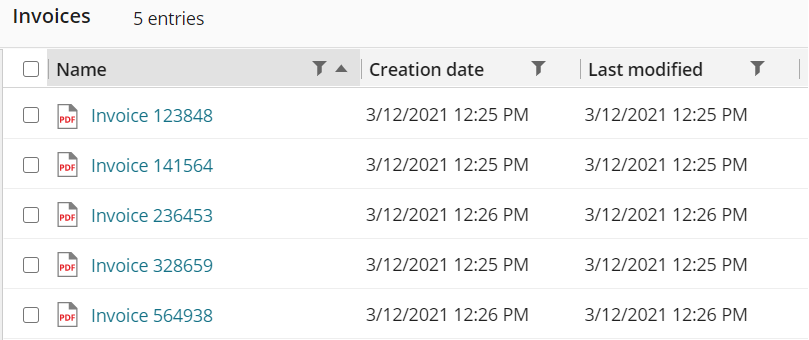 Invoices 5 entries
Name Creation date Last modified
PDF Invoice 123848 3/12/2021 12:25 PM 3/12/2021 12:25 PM
PDF Invoice 141564 3/12/2021 12:25 PM 3/12/2021 12:25 PM
PDF Invoice 236453 3/12/2021 12:26 PM 3/12/2021 12:26 PM
PDF Invoice 328659 3/12/2021 12:25 PM 3/12/2021 12:25 PM
PDF Invoice 564938 3/12/2021 12:26 PM 3/12/2021 12:26 PM